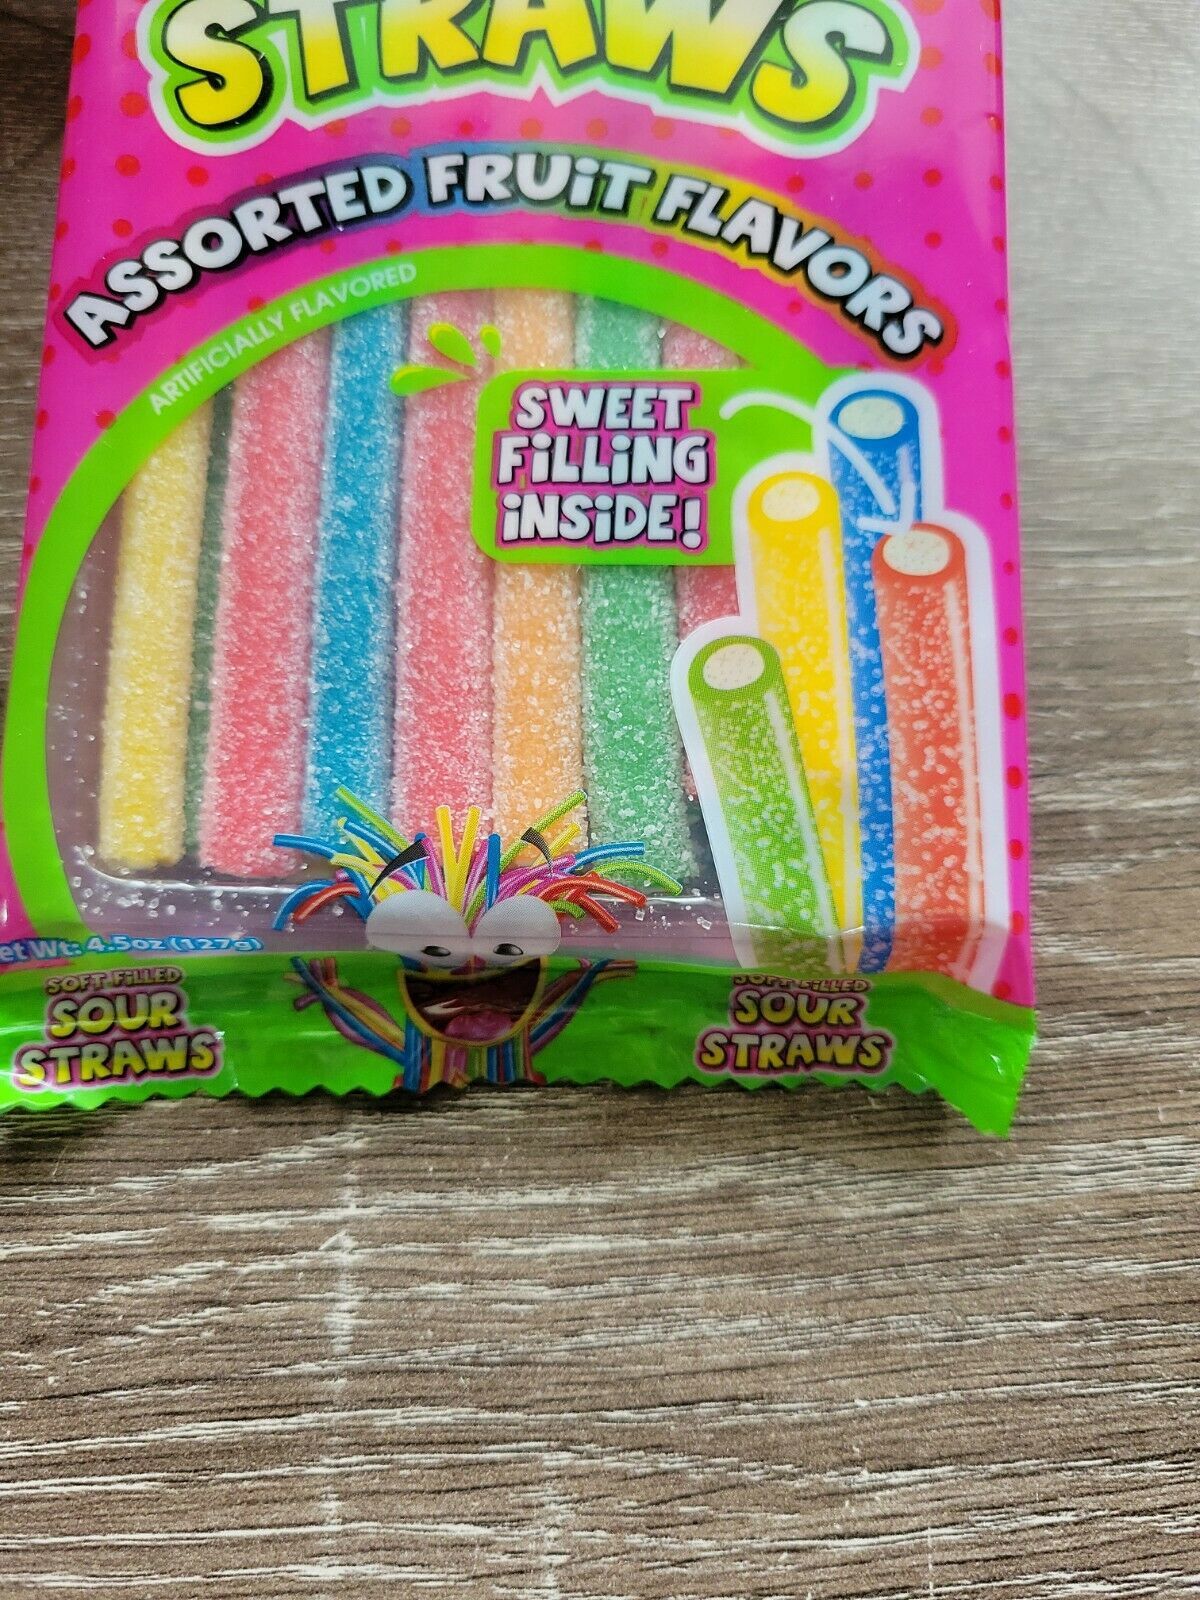 STRAWS
ASSORTED FRUiT FLAVORS
ARTIFICIALLY FLAVORED
SWEET
FiLLiNG
iNSiDE!
et Wt: 4.5oz (127g)
SOFT FiLLED
SOUR
STRAWS
SOFT FiLLED
SOUR
STRAWS